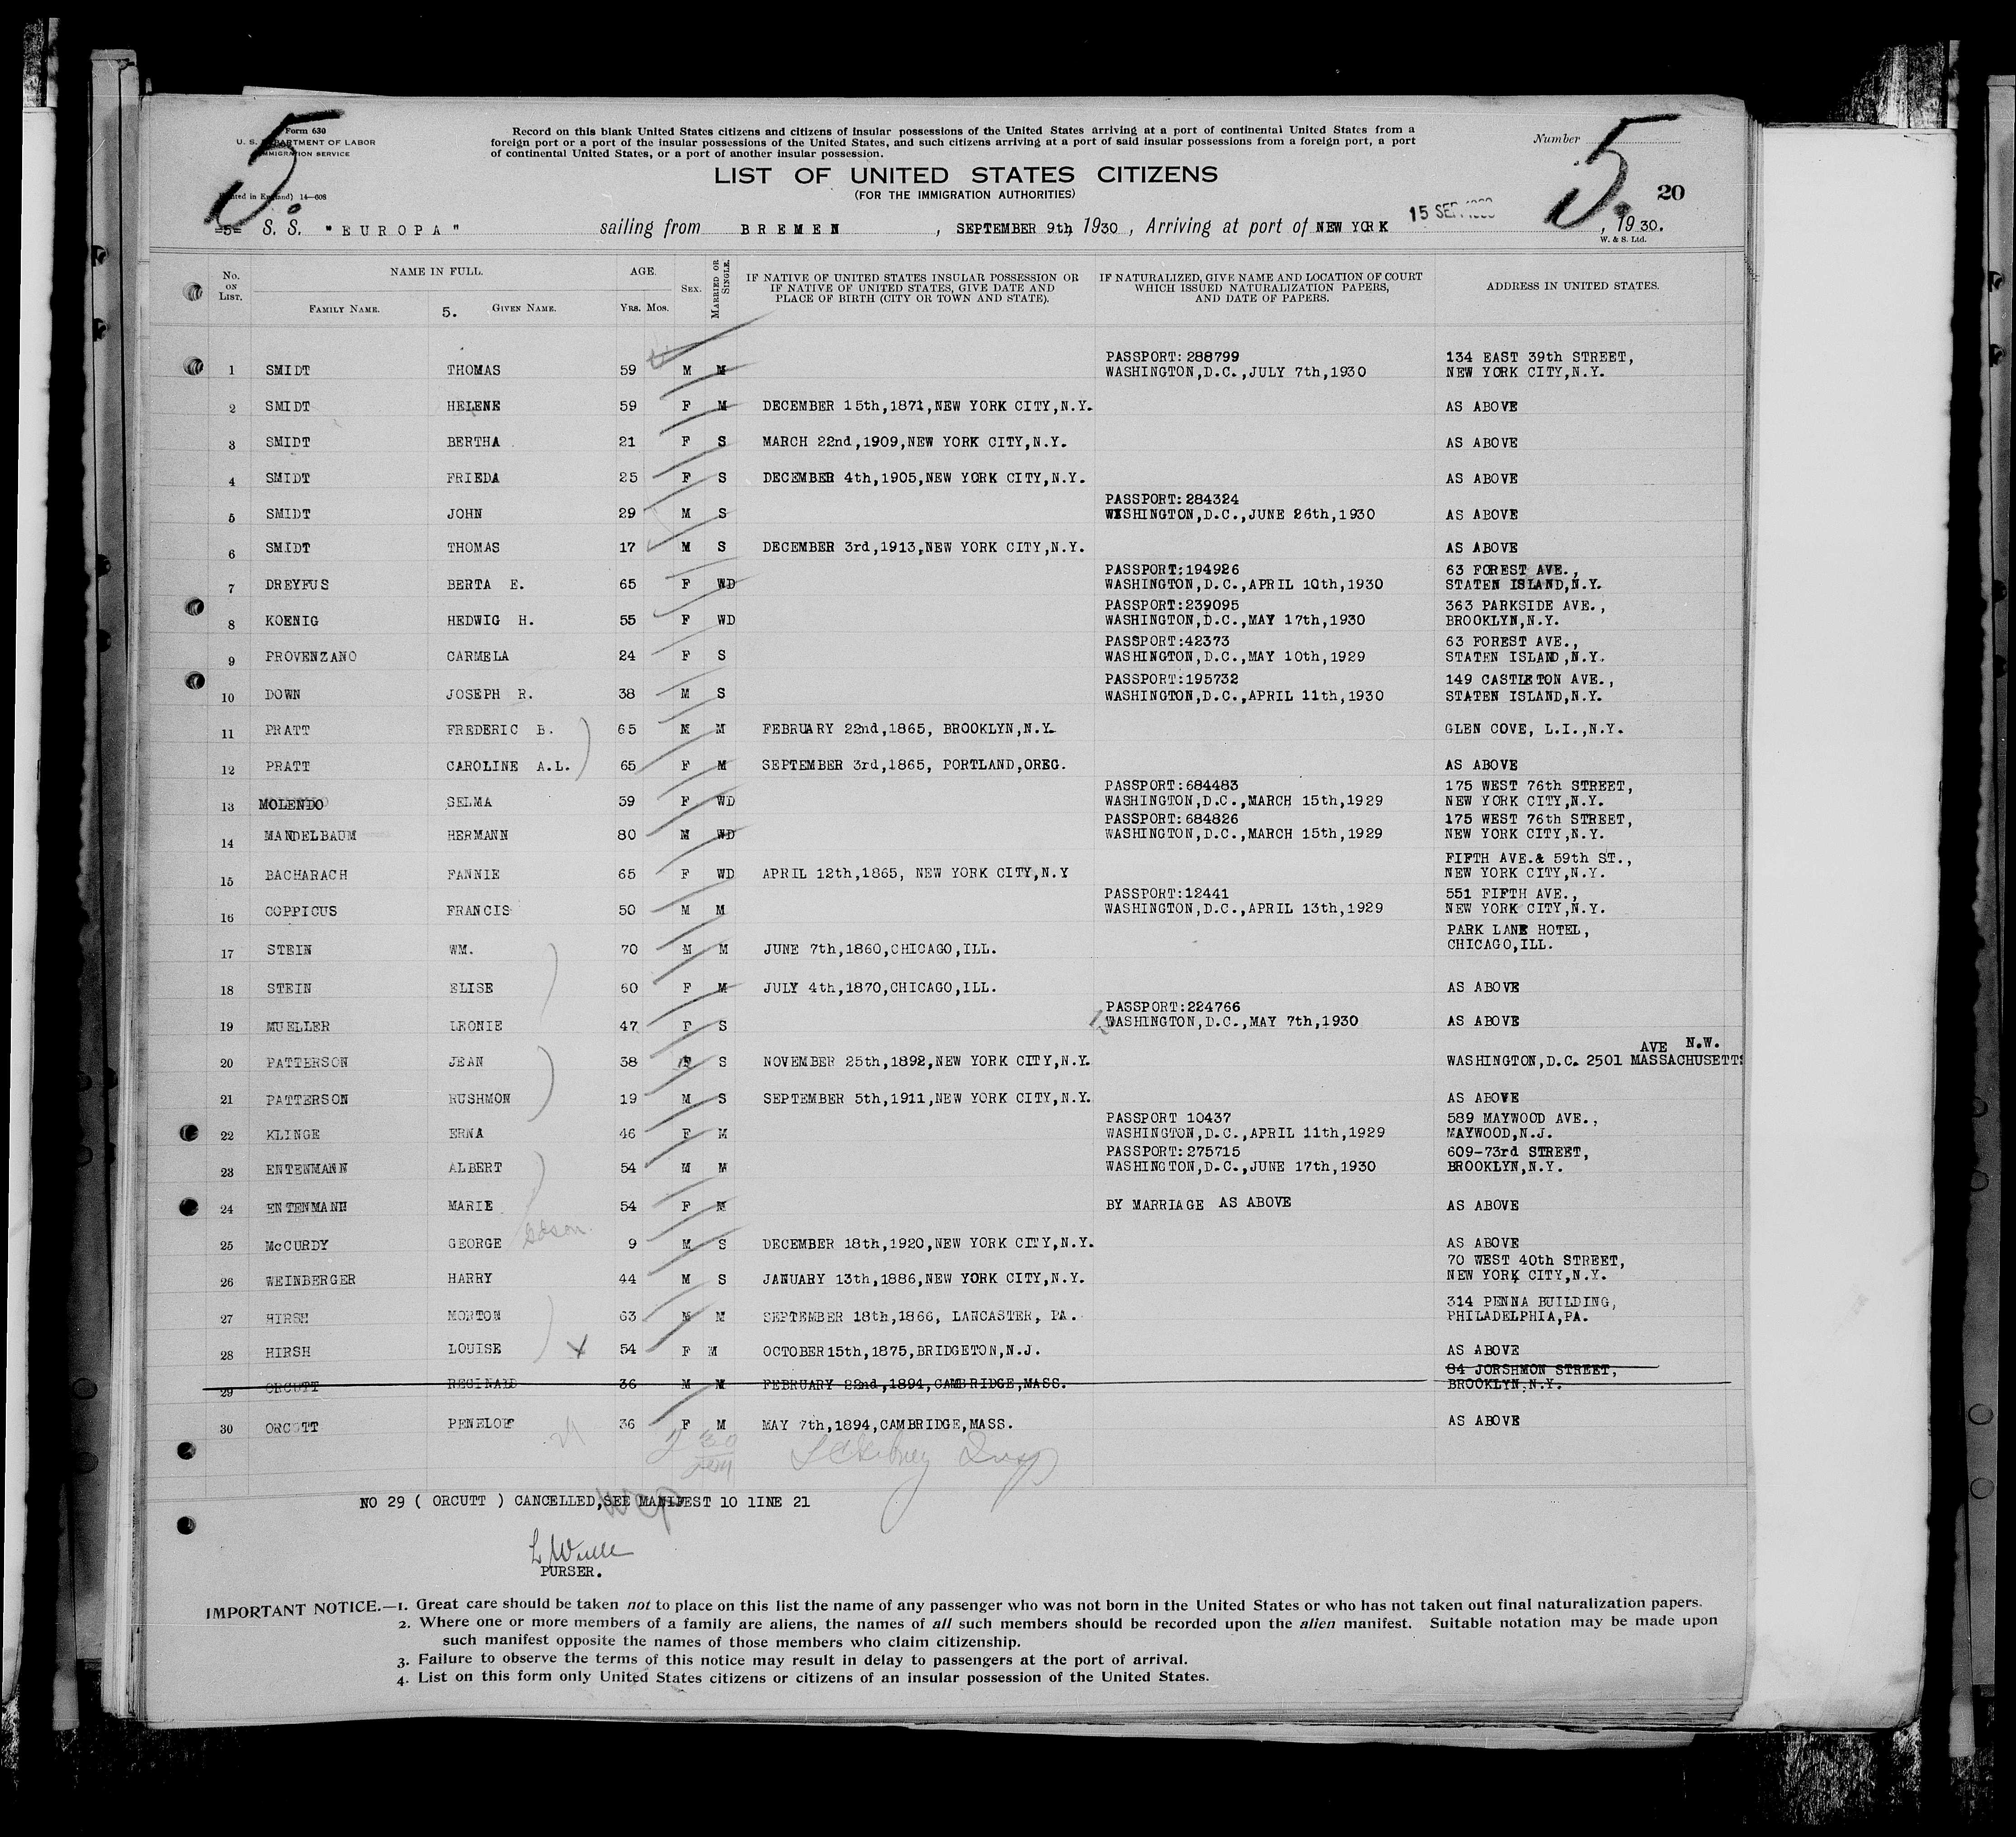 Form 630
U. S. DEPARTMENT OF LABOR
IMMIGRATION SERVICE
(Printed in England) 14—608
5.
Record on this blank United States citizens and citizens of insular possessions of the United States arriving at a port of continental United States from a
foreign port or a port of the insular possessions of the United States, and such citizens arriving at a port of said insular possessions from a foreign port, a port
of continental United States, or a port of another insular possession.
Number
5.
20
LIST OF UNITED STATES CITIZENS
(FOR THE IMMIGRATION AUTHORITIES)
=5= S. S. "EUROPA" sailing from BREMEN, SEPTEMBER 9th, 1930, Arriving at port of NEW YORK 15 SEP. 1930, 1930.
W. & S. Ltd.
No. ON LIST. NAME IN FULL. AGE. SEX. MARRIED OR SINGLE. IF NATIVE OF UNITED STATES INSULAR POSSESSION OR IF NATIVE OF UNITED STATES, GIVE DATE AND PLACE OF BIRTH (CITY OR TOWN AND STATE). IF NATURALIZED, GIVE NAME AND LOCATION OF COURT WHICH ISSUED NATURALIZATION PAPERS, AND DATE OF PAPERS. ADDRESS IN UNITED STATES.
FAMILY NAME. 5. GIVEN NAME. Yrs. Mos.
PASSPORT:288799 134 EAST 39th STREET,
1 SMIDT THOMAS 59 M M WASHINGTON,D.C.,JULY 7th,1930 NEW YORK CITY,N.Y.
2 SMIDT HELENE 59 F M DECEMBER 15th,1871,NEW YORK CITY,N.Y. AS ABOVE
3 SMIDT BERTHA 21 F S MARCH 22nd,1909,NEW YORK CITY,N.Y. AS ABOVE
4 SMIDT FRIEDA 25 F S DECEMBER 4th,1905,NEW YORK CITY,N.Y. AS ABOVE
PASSPORT:284324
5 SMIDT JOHN 29 M S WASHINGTON,D.C.,JUNE 26th,1930 AS ABOVE
6 SMIDT THOMAS 17 M S DECEMBER 3rd,1913,NEW YORK CITY,N.Y. AS ABOVE
PASSPORT:194926 63 FOREST AVE.,
7 DREYFUS BERTA E. 65 F WD WASHINGTON,D.C.,APRIL 10th,1930 STATEN ISLAND,N.Y.
PASSPORT:239095 363 PARKSIDE AVE.,
8 KOENIG HEDWIG H. 55 F WD WASHINGTON,D.C.,MAY 17th,1930 BROOKLYN,N.Y.
PASSPORT:42373 63 FOREST AVE.,
9 PROVENZANO CARMELA 24 F S WASHINGTON,D.C.,MAY 10th,1929 STATEN ISLAND,N.Y.
PASSPORT:195732 149 CASTLETON AVE.,
10 DOWN JOSEPH R. 38 M S WASHINGTON,D.C.,APRIL 11th,1930 STATEN ISLAND,N.Y.
11 PRATT FREDERIC B. 65 M M FEBRUARY 22nd,1865, BROOKLYN,N.Y. GLEN COVE, L.I.,N.Y.
12 PRATT CAROLINE A.L. 65 F M SEPTEMBER 3rd,1865, PORTLAND,OREG. AS ABOVE
PASSPORT:684483 175 WEST 76th STREET,
13 MOLENDO SELMA 59 F WD WASHINGTON,D.C.,MARCH 15th,1929 NEW YORK CITY,N.Y.
PASSPORT:684826 175 WEST 76th STREET,
14 MANDELBAUM HERMANN 80 M WD WASHINGTON,D.C.,MARCH 15th,1929 NEW YORK CITY,N.Y.
FIFTH AVE.& 59th ST.,
15 BACHARACH FANNIE 65 F WD APRIL 12th,1865, NEW YORK CITY,N.Y NEW YORK CITY,N.Y.
PASSPORT:12441 551 FIFTH AVE.,
16 COPPICUS FRANCIS 50 M M WASHINGTON,D.C.,APRIL 13th,1929 NEW YORK CITY,N.Y.
PARK LANE HOTEL,
17 STEIN WM. 70 M M JUNE 7th,1860,CHICAGO,ILL. CHICAGO,ILL.
18 STEIN ELISE 60 F M JULY 4th,1870,CHICAGO,ILL. AS ABOVE
PASSPORT:224766
19 MUELLER LEONIE 47 F S WASHINGTON,D.C.,MAY 7th,1930 AS ABOVE
AVE N.W.
20 PATTERSON JEAN 38 F S NOVEMBER 25th,1892,NEW YORK CITY,N.Y. WASHINGTON,D.C. 2501 MASSACHUSETTS
21 PATTERSON RUSHMON 19 M S SEPTEMBER 5th,1911,NEW YORK CITY,N.Y. AS ABOVE
PASSPORT 10437 589 MAYWOOD AVE.,
22 KLINGE ERNA 46 F M WASHINGTON,D.C.,APRIL 11th,1929 MAYWOOD,N.J.
PASSPORT:275715 609-73rd STREET,
23 ENTENMANN ALBERT 54 M M WASHINGTON,D.C.,JUNE 17th,1930 BROOKLYN,N.Y.
24 ENTENMANN MARIE 54 F M BY MARRIAGE AS ABOVE AS ABOVE
25 McCURDY GEORGE 9 M S DECEMBER 18th,1920,NEW YORK CITY,N.Y. AS ABOVE
70 WEST 40th STREET,
26 WEINBERGER HARRY 44 M S JANUARY 13th,1886,NEW YORK CITY,N.Y. NEW YORK CITY,N.Y.
314 PENNA BUILDING,
27 HIRSH MORTON 63 M M SEPTEMBER 18th,1866, LANCASTER, PA. PHILADELPHIA,PA.
28 HIRSH LOUISE 54 F M OCTOBER 15th,1875,BRIDGETON,N.J. AS ABOVE
84 JORSHMON STREET,
29 ORCUTT REGINALD 36 M M FEBRUARY 22nd,1894,CAMBRIDGE,MASS. BROOKLYN,N.Y.
30 ORCUTT PENELOPE 36 F M MAY 7th,1894,CAMBRIDGE,MASS. AS ABOVE
NO 29 ( ORCUTT ) CANCELLED,SEE MANIFEST 10 lINE 21
PURSER.
IMPORTANT NOTICE.—1. Great care should be taken not to place on this list the name of any passenger who was not born in the United States or who has not taken out final naturalization papers.
2. Where one or more members of a family are aliens, the names of all such members should be recorded upon the alien manifest. Suitable notation may be made upon
such manifest opposite the names of those members who claim citizenship.
3. Failure to observe the terms of this notice may result in delay to passengers at the port of arrival.
4. List on this form only United States citizens or citizens of an insular possession of the United States.